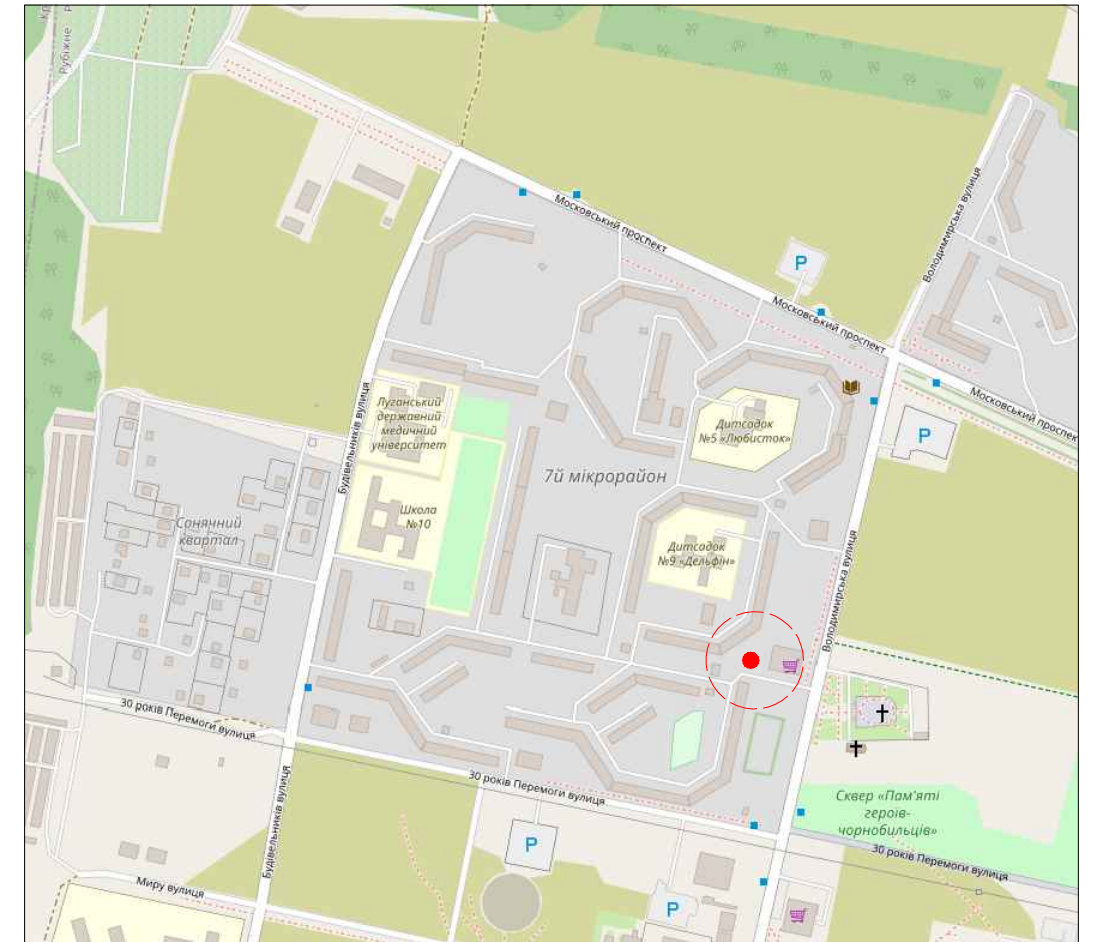 Рубіжне
Московський проспект
Володимирська вулиця
Московський проспект
Московський проспек
P
P
Луганський
державний
медичний
університет
Будівельників вулиця
Дитсадок
№5 «Любисток»
7й мікрорайон
Школа
№10
Сонячний
квартал
Дитсадок
№9 «Дельфін»
Володимирська вулиця
30 років Перемоги вулиця
30 років Перемоги вулиця
Будівельників вулиця
Сквер «Пам'яті
героїв-
чорнобильців»
30 років Перемоги вулиця
P
Миру вулиця
P